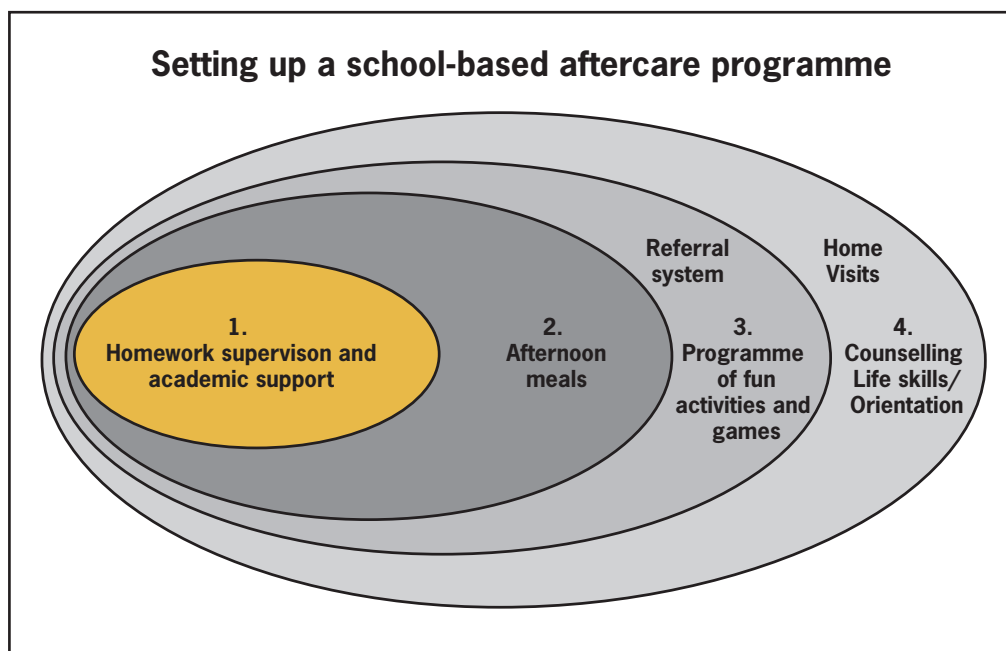 Setting up a school-based aftercare programme
1.
Homework supervison and
academic support
2.
Afternoon
meals
Referral
system
3.
Programme
of fun
activities and
games
Home
Visits
4.
Counselling
Life skills/
Orientation